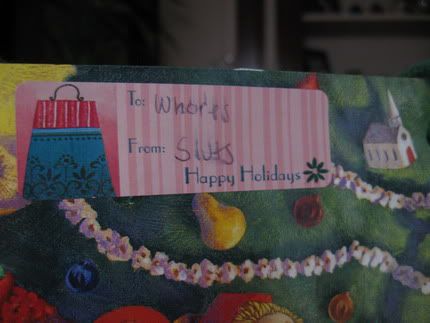 To: Whores
From: Sluts
Happy Holidays